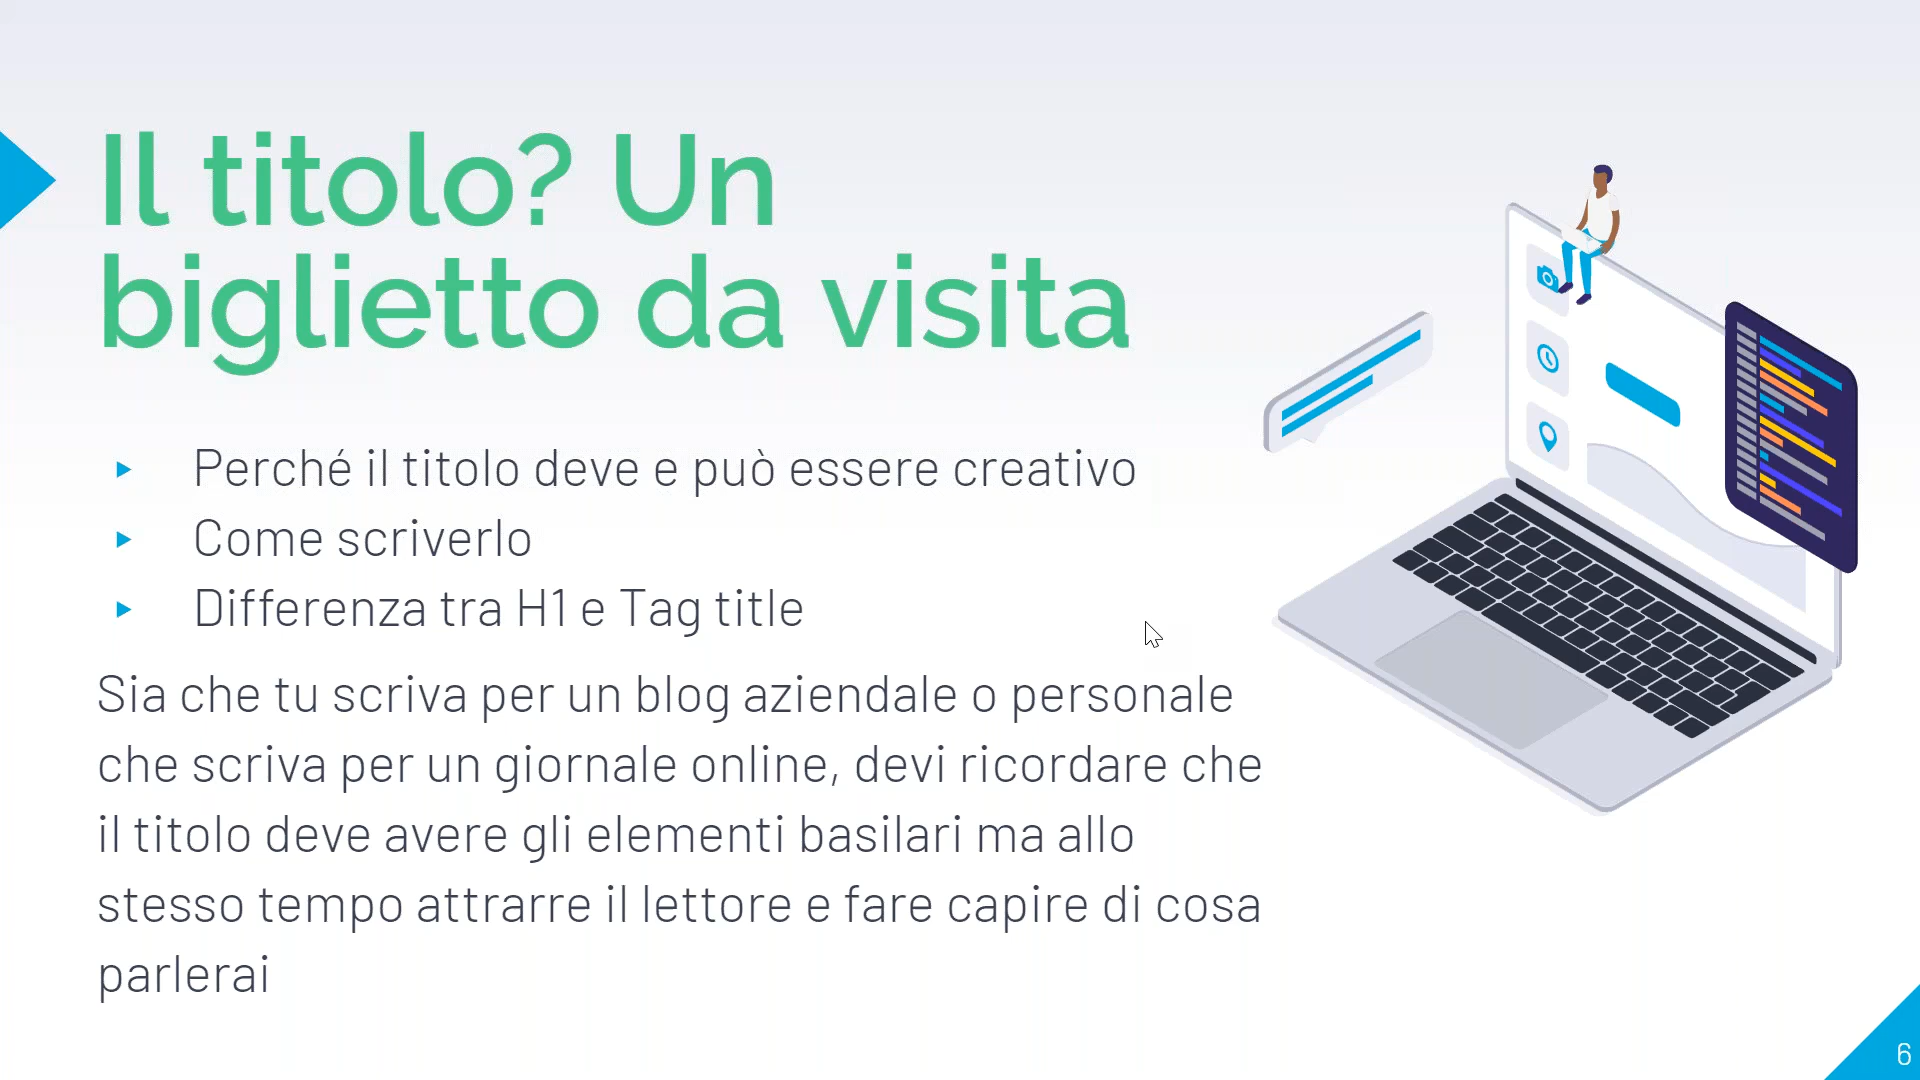 Il titolo? Un
biglietto da visita
Perché il titolo deve e può essere creativo
Come scriverlo
Differenza tra H1 e Tag title
Sia che tu scriva per un blog aziendale o personale
che scriva per un giornale online, devi ricordare che
il titolo deve avere gli elementi basilari ma allo
stesso tempo attrarre il lettore e fare capire di cosa
parlerai
6